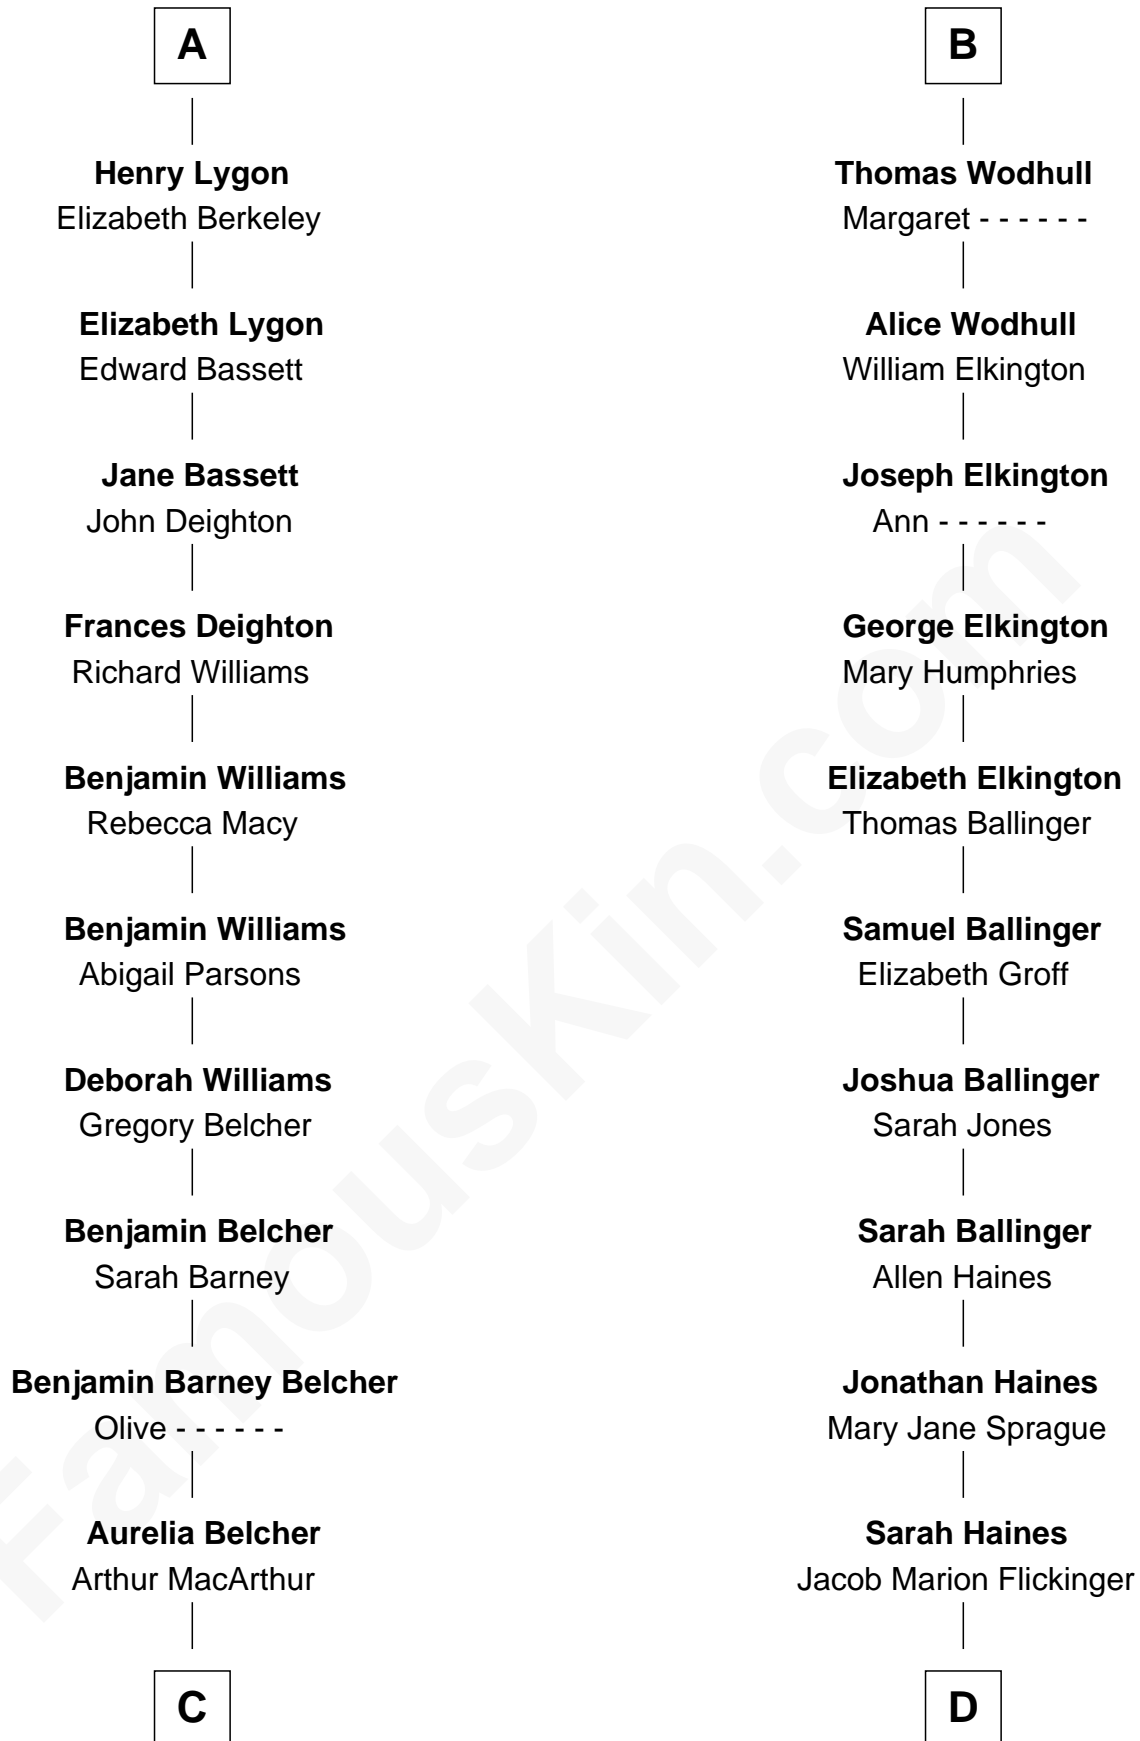 A
Henry Lygon
Elizabeth Berkeley
Elizabeth Lygon
Edward Bassett
Jane Bassett
John Deighton
Frances Deighton
Richard Williams
Benjamin Williams
Rebecca Macy
Benjamin Williams
Abigail Parsons
Deborah Williams
Gregory Belcher
Benjamin Belcher
Sarah Barney
Benjamin Barney Belcher
Olive - - - - - -
Aurelia Belcher
Arthur MacArthur
C
B
Thomas Wodhull
Margaret - - - - - -
Alice Wodhull
William Elkington
Joseph Elkington
Ann - - - - - -
George Elkington
Mary Humphries
Elizabeth Elkington
Thomas Ballinger
Samuel Ballinger
Elizabeth Groff
Joshua Ballinger
Sarah Jones
Sarah Ballinger
Allen Haines
Jonathan Haines
Mary Jane Sprague
Sarah Haines
Jacob Marion Flickinger
D
FamousKin.com